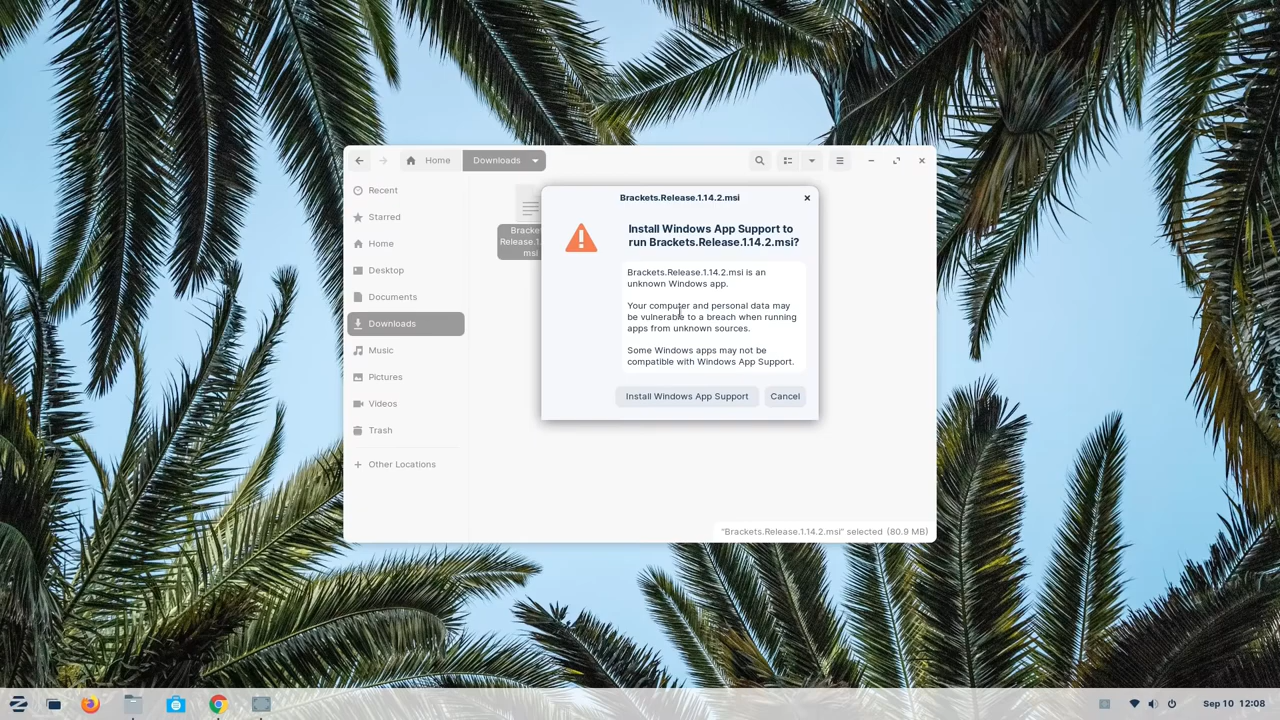 Home
Downloads
Recent
Starred
Home
Desktop
Documents
Downloads
Music
Pictures
Videos
Trash
Other Locations
Release.1.
msi
Brackets.Release.1.14.2.msi
Install Windows App Support to
run Brackets.Release.1.14.2.msi?
Brackets.Release.1.14.2.msi is an
unknown Windows app.
Your computer and personal data may
be vulnerable to a breach when running
apps from unknown sources.
Some Windows apps may not be
compatible with Windows App Support.
Install Windows App Support
Cancel
"Brackets.Release.1.14.2.msi" selected (80.9 MB)
Sep 10 12:08